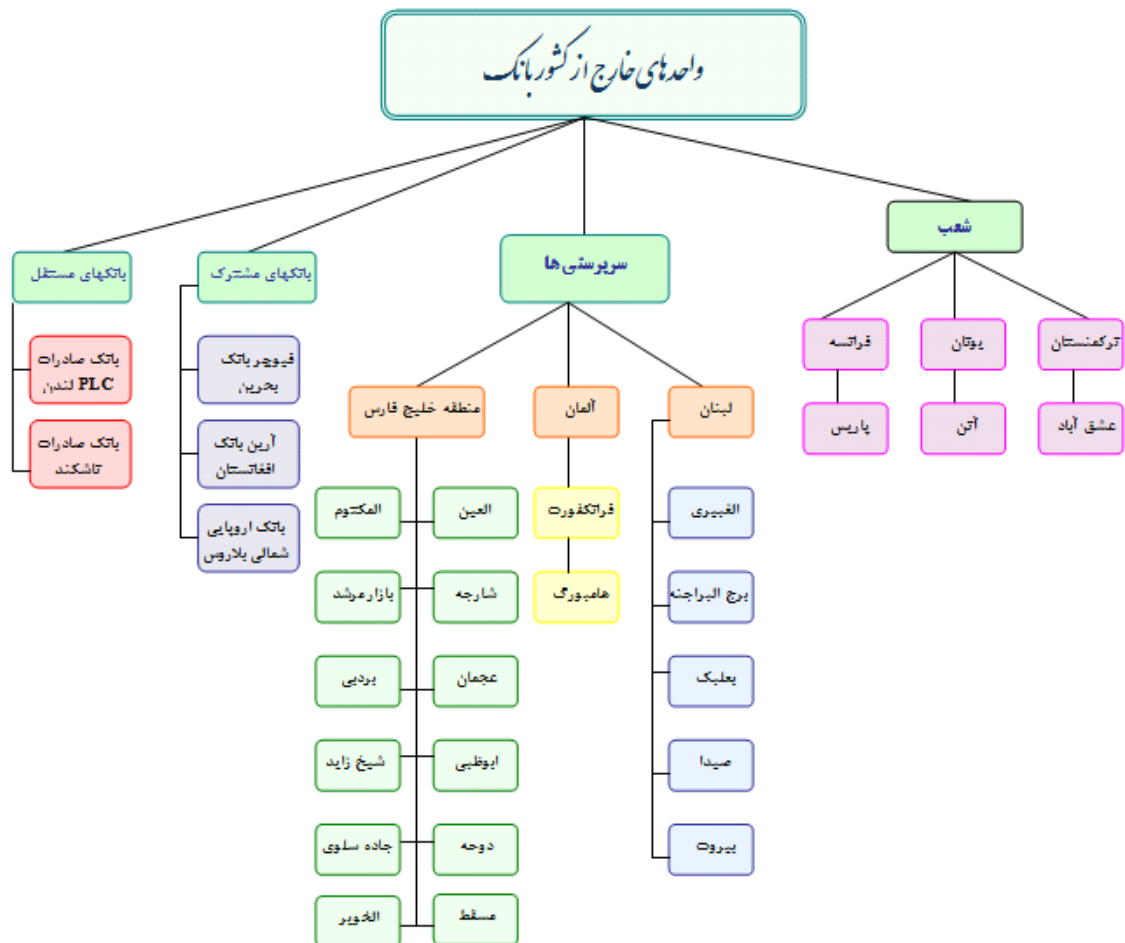 واحدهای خارج از کشور بانک
شعب
سرپرستی‌ها
بانکهای مشترک
بانکهای مستقل
ترکمنستان
یونان
فرانسه
عشق آباد
آتن
پاریس
لبنان
آلمان
منطقه خلیج فارس
الغبیری
برج البراجنه
بعلبک
صیدا
بیروت
فرانکفورت
هامبورگ
العین
المکتوم
شارجه
بازار مرشد
عجمان
بردبی
ابوظبی
شیخ زاید
دوحه
جاده سلوی
مسقط
الخویر
فیوچر بانک
بحرین
آرین بانک
افغانستان
بانک اروپایی
شمالی بلاروس
بانک صادرات
PLC لندن
بانک صادرات
تاشکند